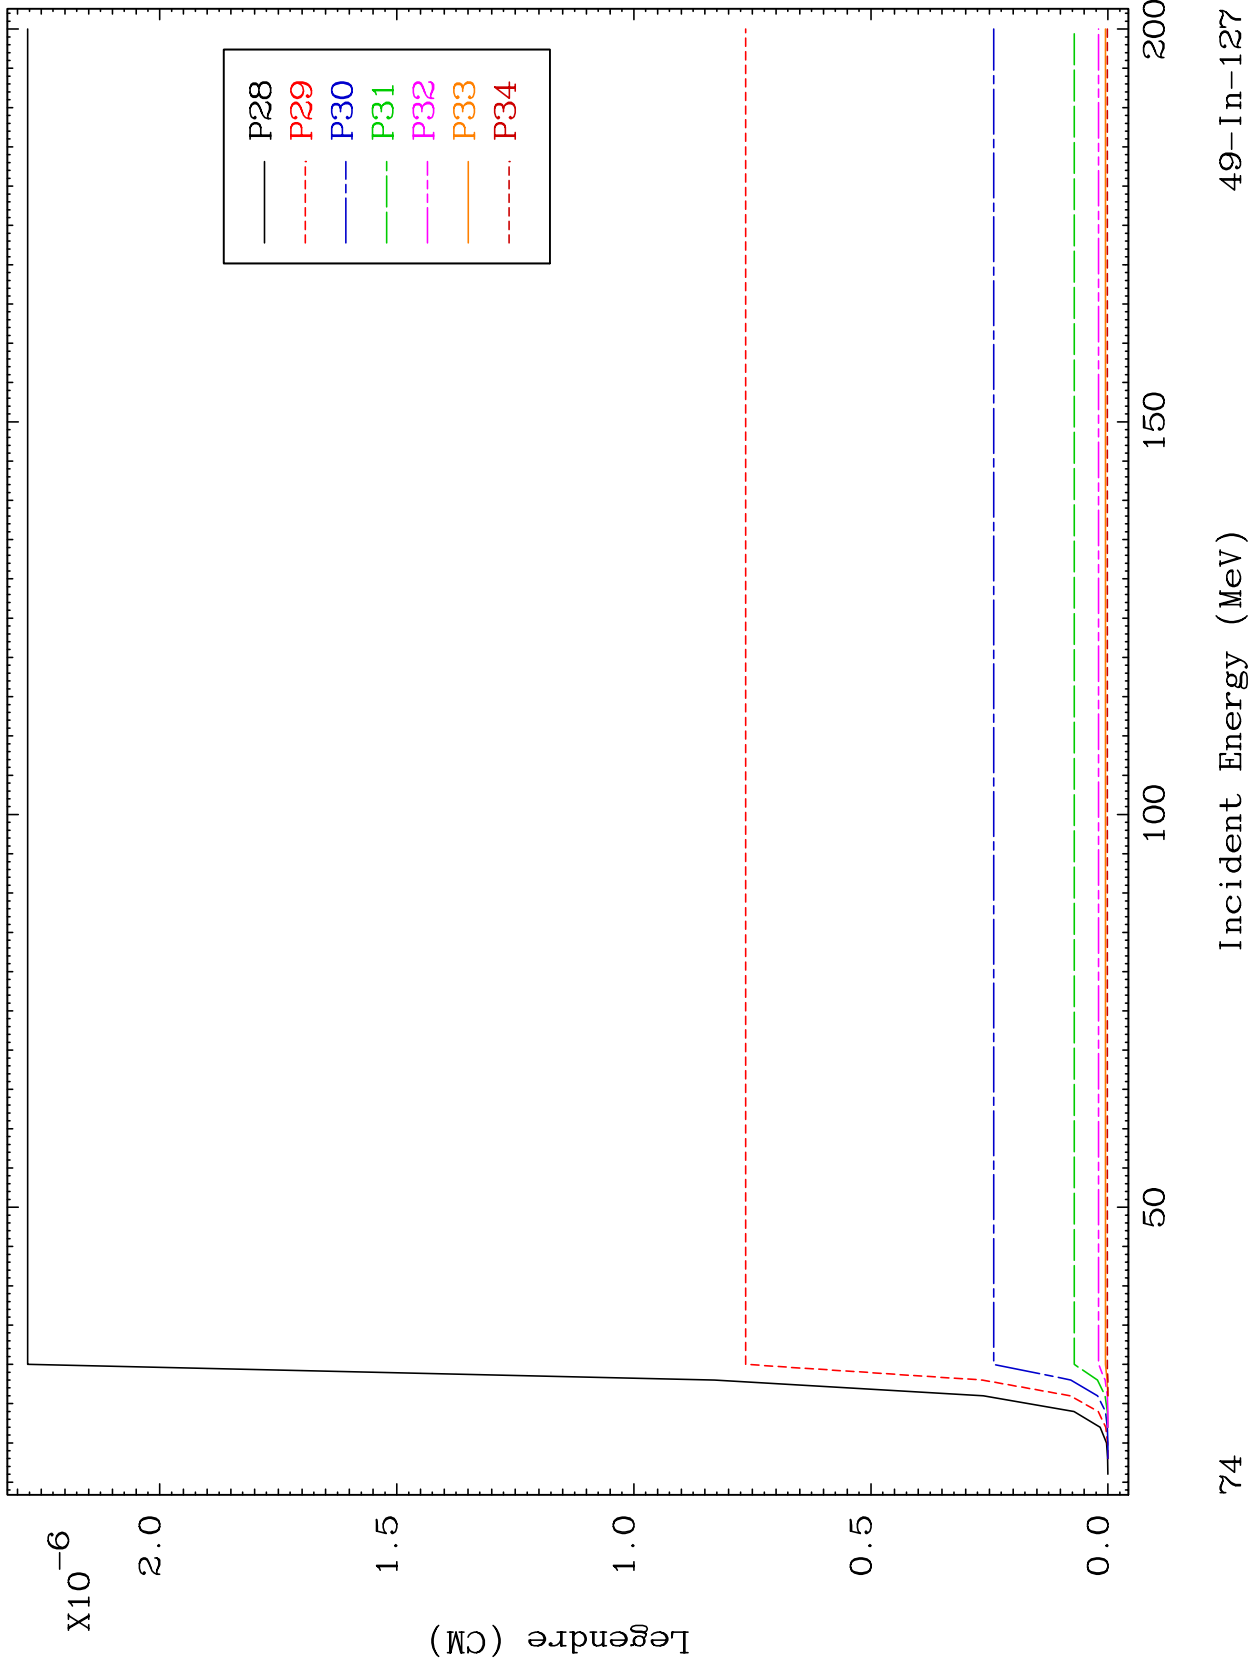 X10^-6
2.0
1.5
1.0
0.5
0.0
Legendre (CM)
P28
P29
P30
P31
P32
P33
P34
50
100
150
200
74
Incident Energy (MeV)
49-In-127